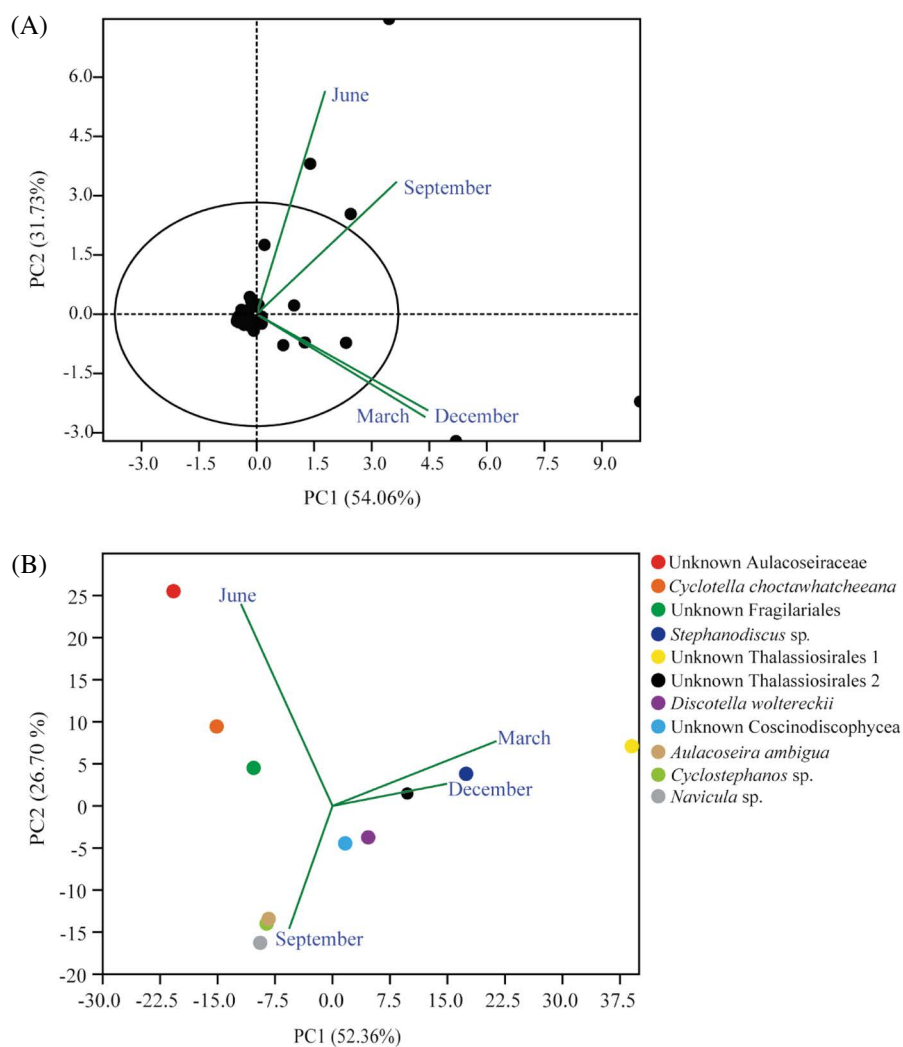 (A)
6.0
4.5
3.0
1.5
0.0
-1.5
-3.0
PC2 (31.73%)
June
September
March
December
-3.0 -1.5 0.0 1.5 3.0 4.5 6.0 7.5 9.0
PC1 (54.06%)
(B)
25
20
15
10
5
0
-5
-10
-15
-20
PC2 (26.70 %)
June
March
December
September
-30.0 -22.5 -15.0 -7.5 0.0 7.5 15.0 22.5 30.0 37.5
PC1 (52.36%)
Unknown Aulacoseiraceae
Cyclotella choctawhatcheeana
Unknown Fragilariales
Stephanodiscus sp.
Unknown Thalassiosirales 1
Unknown Thalassiosirales 2
Discotella woltereckii
Unknown Coscinodiscophycea
Aulacoseira ambigua
Cyclostephanos sp.
Navicula sp.